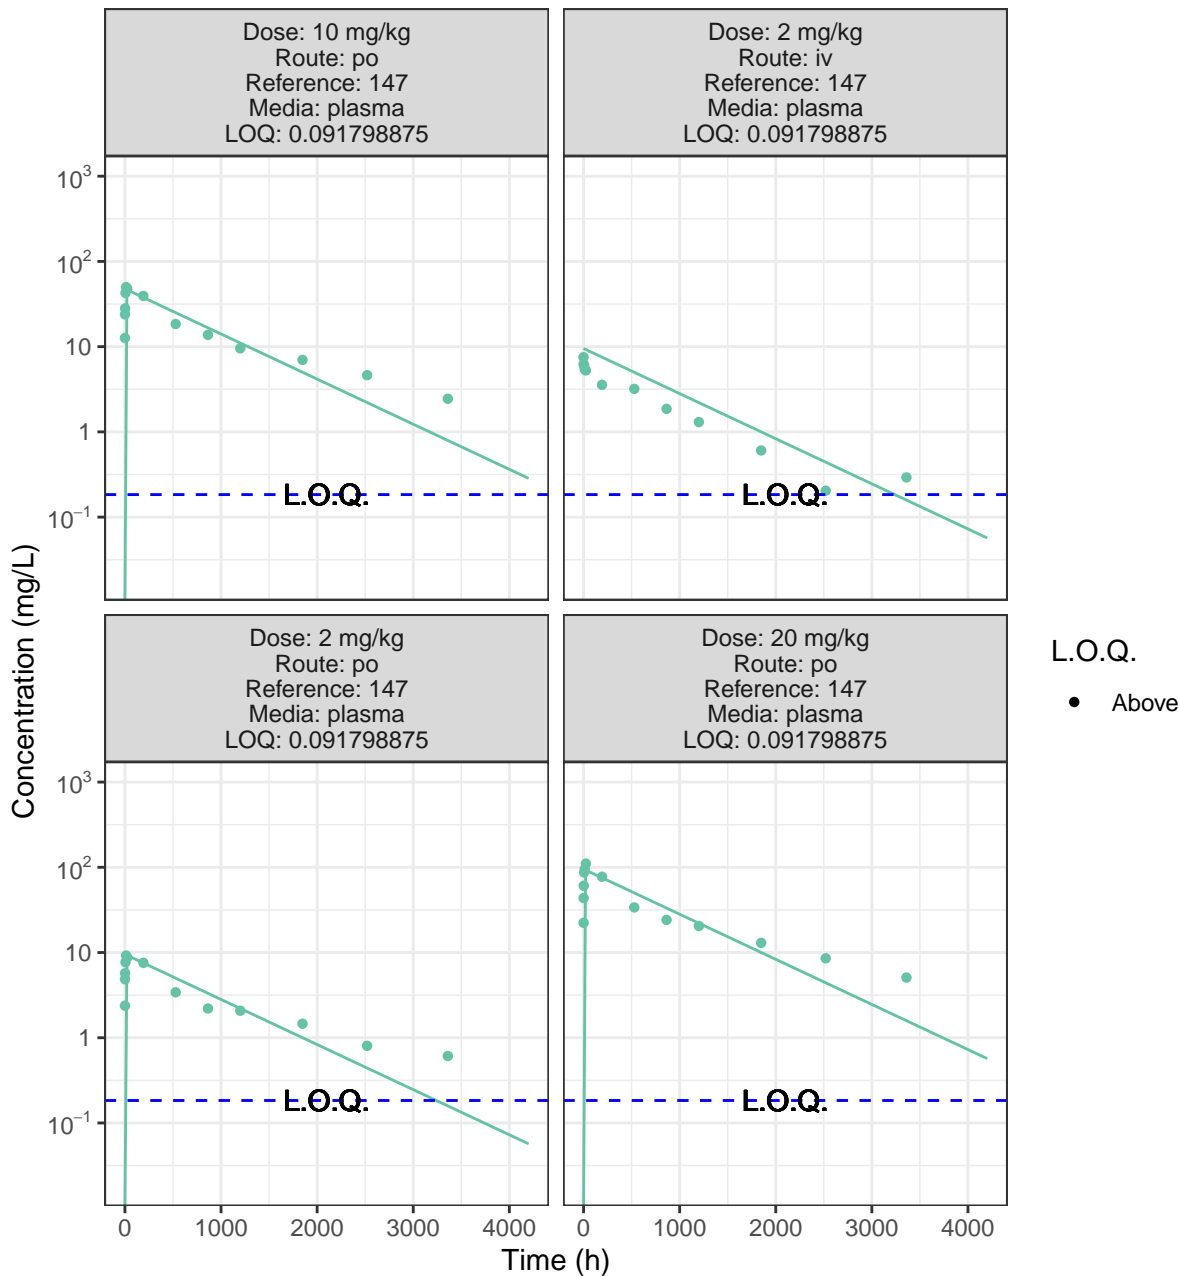 Dose: 10 mg/kg
Route: po
Reference: 147
Media: plasma
LOQ: 0.091798875
Dose: 2 mg/kg
Route: iv
Reference: 147
Media: plasma
LOQ: 0.091798875
10³
10²
10
1
10⁻¹
L.O.Q.
L.O.Q.
Dose: 2 mg/kg
Route: po
Reference: 147
Media: plasma
LOQ: 0.091798875
Dose: 20 mg/kg
Route: po
Reference: 147
Media: plasma
LOQ: 0.091798875
10³
10²
10
1
10⁻¹
L.O.Q.
L.O.Q.
0 1000 2000 3000 4000
0 1000 2000 3000 4000
Time (h)
Concentration (mg/L)
L.O.Q.
Above